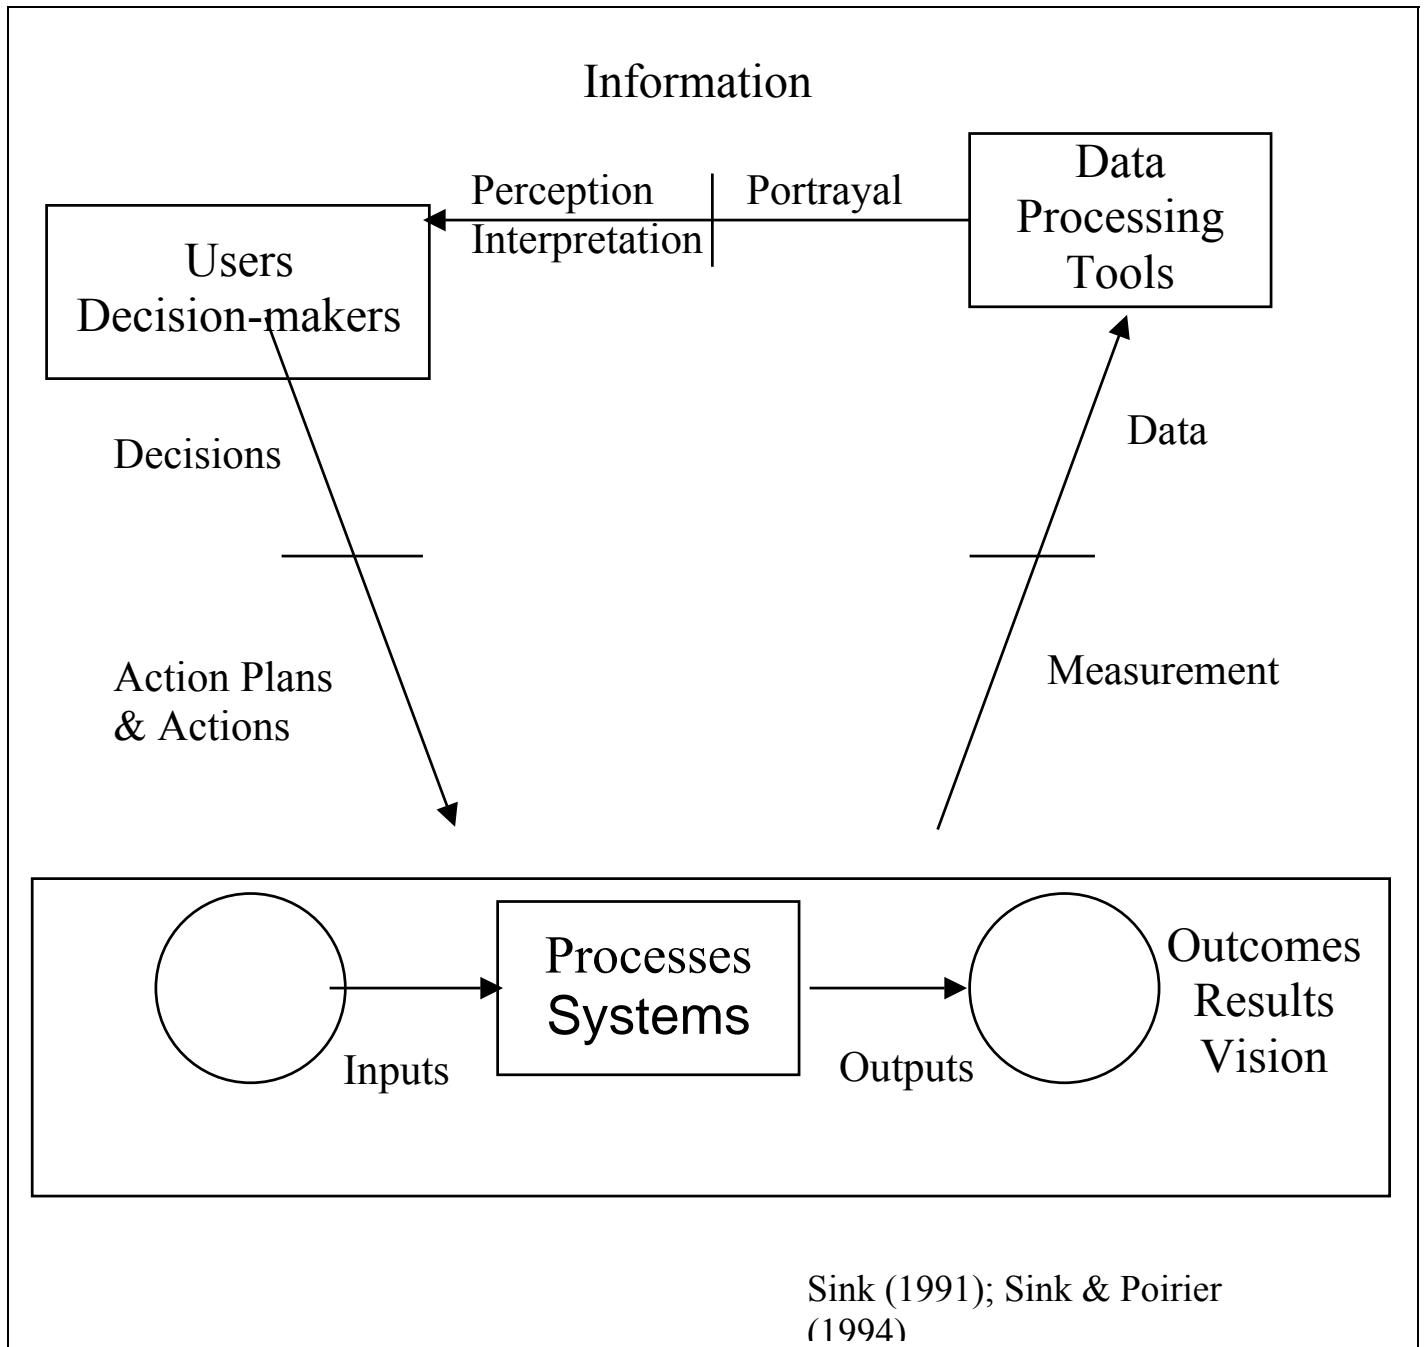 Information
Perception
Interpretation
Portrayal
Data
Processing
Tools
Users
Decision-makers
Decisions
Data
Action Plans
& Actions
Measurement
Processes
Systems
Inputs
Outputs
Outcomes
Results
Vision
Sink (1991); Sink & Poirier
(1994)